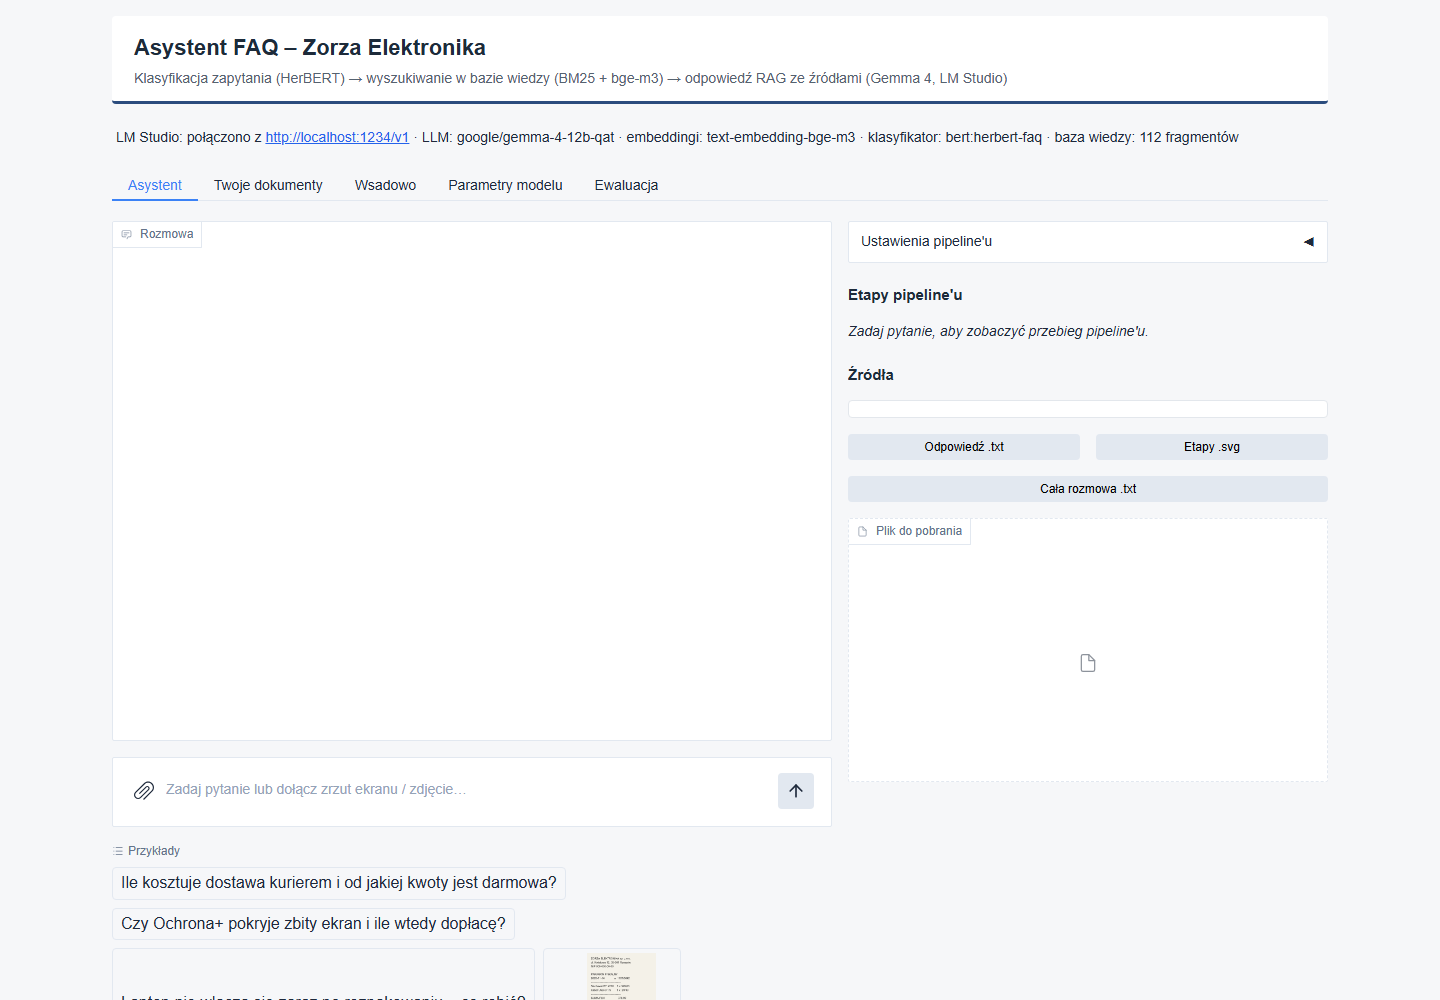 Asystent FAQ – Zorza Elektronika
Klasyfikacja zapytania (HerBERT) → wyszukiwanie w bazie wiedzy (BM25 + bge-m3) → odpowiedź RAG ze źródłami (Gemma 4, LM Studio)
LM Studio: połączono z http://localhost:1234/v1 · LLM: google/gemma-4-12b-qat · embeddingi: text-embedding-bge-m3 · klasyfikator: bert:herbert-faq · baza wiedzy: 112 fragmentów
Asystent Twoje dokumenty Wsadowo Parametry modelu Ewaluacja
Rozmowa
Zadaj pytanie lub dołącz zrzut ekranu / zdjęcie…
Przykłady
Ile kosztuje dostawa kurierem i od jakiej kwoty jest darmowa?
Czy Ochrona+ pokryje zbity ekran i ile wtedy dopłacę?
Ustawienia pipeline'u
Etapy pipeline'u
Zadaj pytanie, aby zobaczyć przebieg pipeline'u.
Źródła
Odpowiedź .txt
Etapy .svg
Cała rozmowa .txt
Plik do pobrania